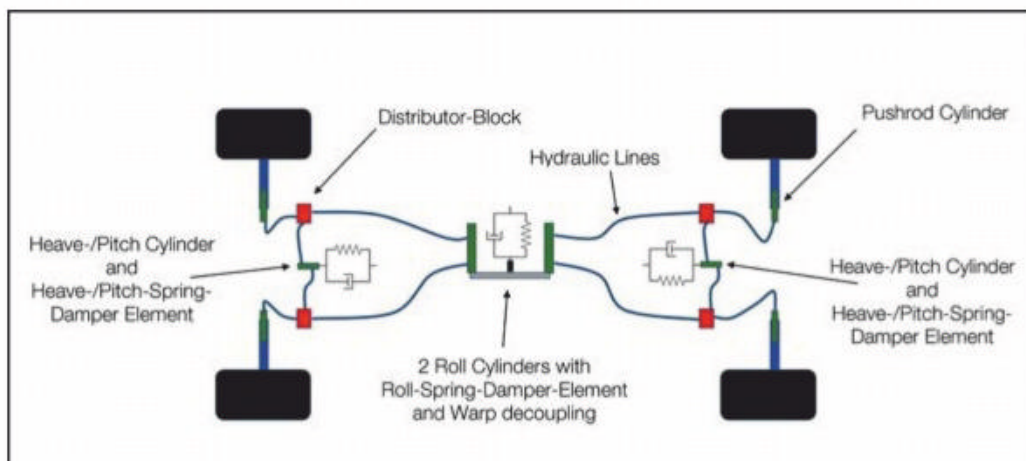 Distributor-Block
Pushrod Cylinder
Hydraulic Lines
Heave-/Pitch Cylinder
and
Heave-/Pitch-Spring-
Damper Element
Heave-/Pitch Cylinder
and
Heave-/Pitch-Spring-
Damper Element
2 Roll Cylinders with
Roll-Spring-Damper-Element
and Warp decoupling